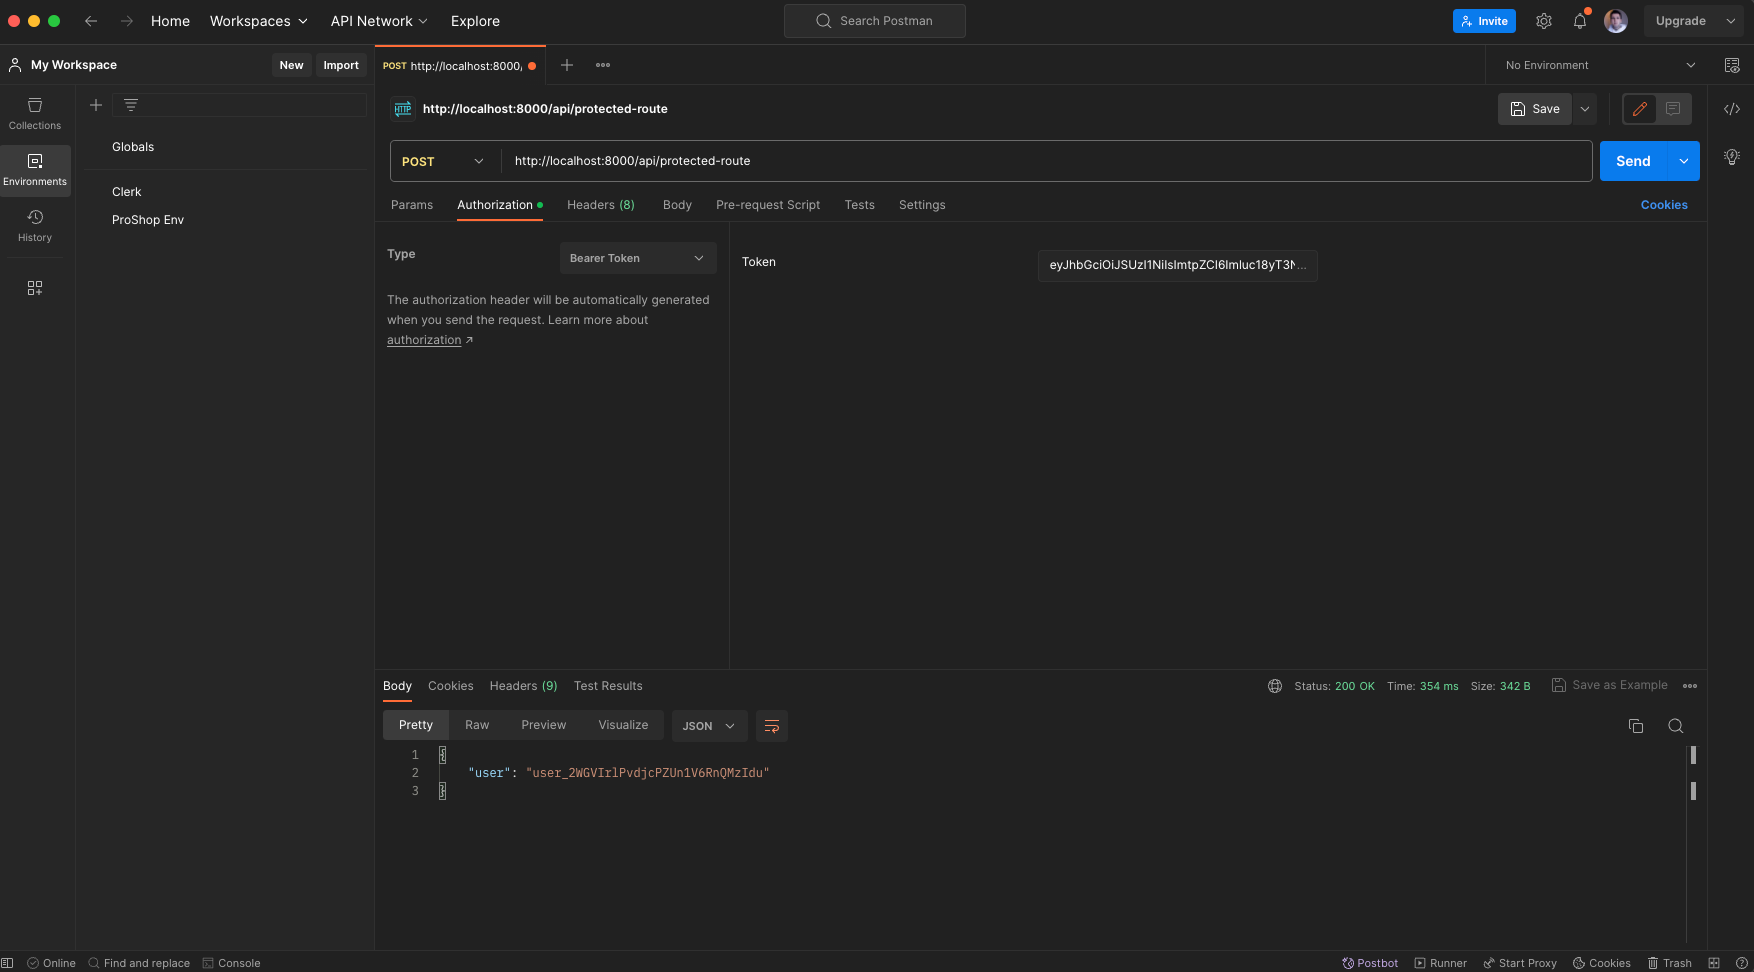 Home Workspaces API Network Explore
Search Postman
Invite
Upgrade
My Workspace New Import
POST http://localhost:8000/
No Environment
Collections
Environments
History
Globals
Clerk
ProShop Env
HTTP http://localhost:8000/api/protected-route
Save
POST http://localhost:8000/api/protected-route
Send
Params Authorization Headers (8) Body Pre-request Script Tests Settings
Cookies
Type Bearer Token
The authorization header will be automatically generated
when you send the request. Learn more about
authorization ↗
Token
Body Cookies Headers (9) Test Results
Status: 200 OK Time: 354 ms Size: 342 B Save as Example
Pretty Raw Preview Visualize JSON
1 {
2 "user": "user_2WGVIrlPvdjcPZUn1V6RnQMzIdu"
3 }
Online Find and replace Console
Postbot Runner Start Proxy Cookies Trash